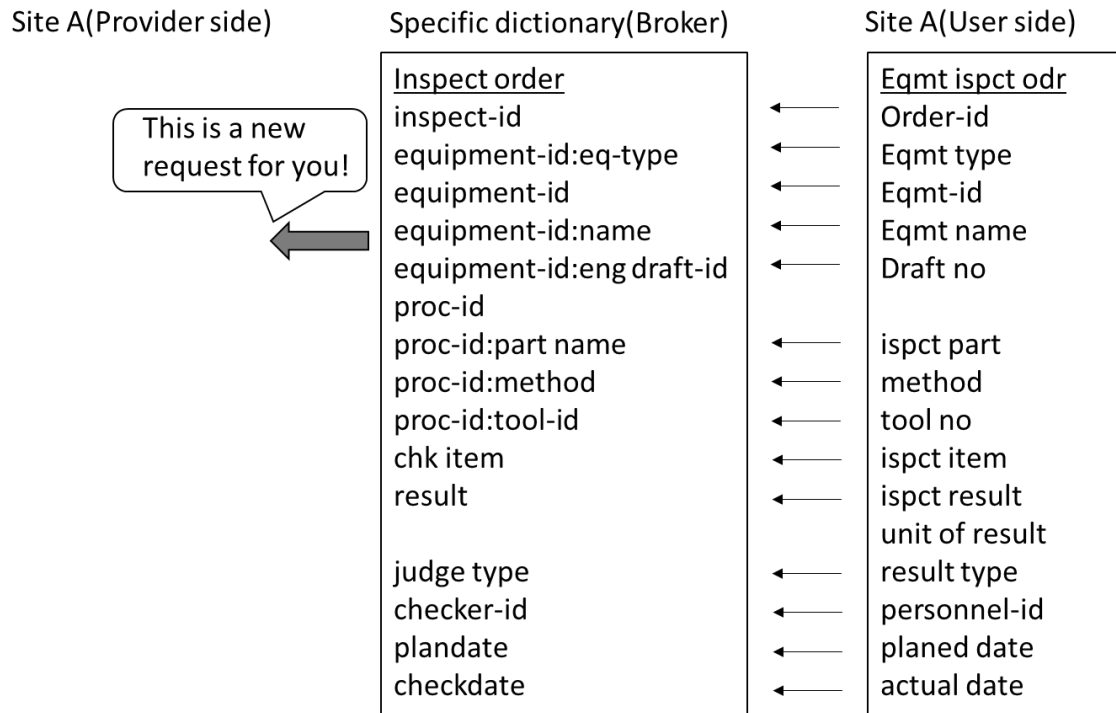 Site A(Provider side)
Specific dictionary(Broker)
Site A(User side)
This is a new
request for you!
Inspect order
inspect-id
equipment-id:eq-type
equipment-id
equipment-id:name
equipment-id:eng draft-id
proc-id
proc-id:part name
proc-id:method
proc-id:tool-id
chk item
result
judge type
checker-id
plandate
checkdate
Eqmt ispct odr
Order-id
Eqmt type
Eqmt-id
Eqmt name
Draft no
ispct part
method
tool no
ispct item
ispct result
unit of result
result type
personnel-id
planed date
actual date